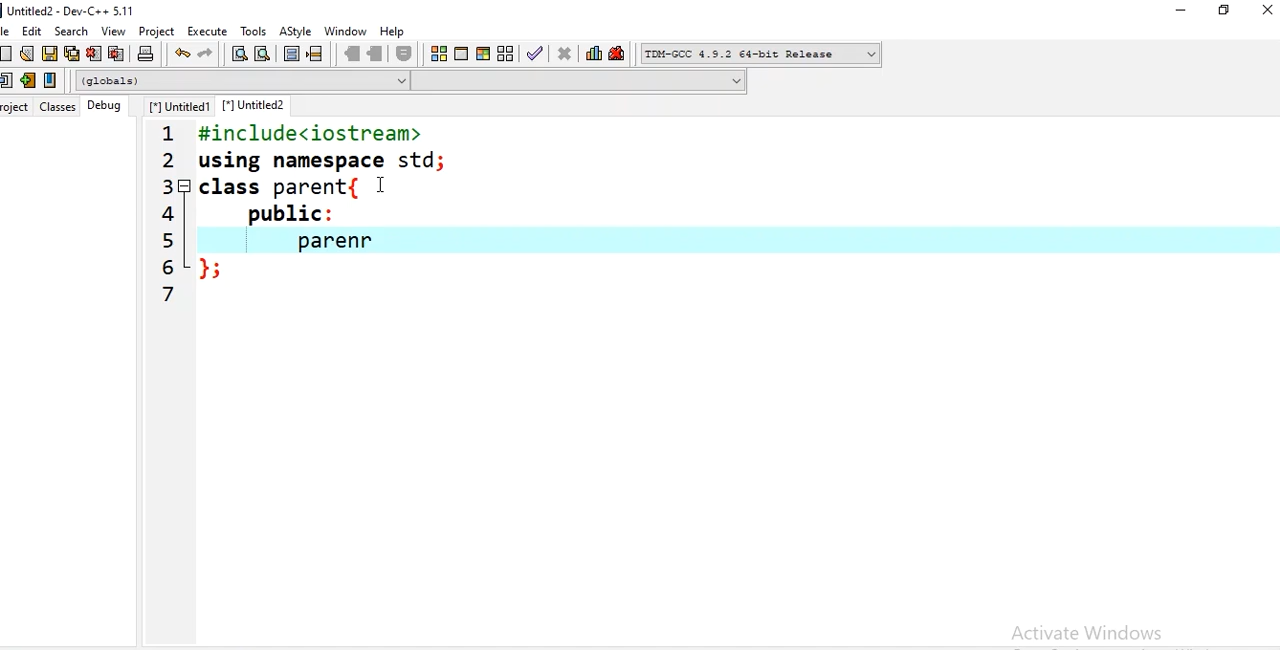 Untitled2 - Dev-C++ 5.11
le Edit Search View Project Execute Tools AStyle Window Help
TDM-GCC 4.9.2 64-bit Release
(globals)
roject Classes Debug [*] Untitled1 [*] Untitled2
1 #include<iostream>
2 using namespace std;
3 class parent{
4 public:
5 parenr
6 };
7
Activate Windows